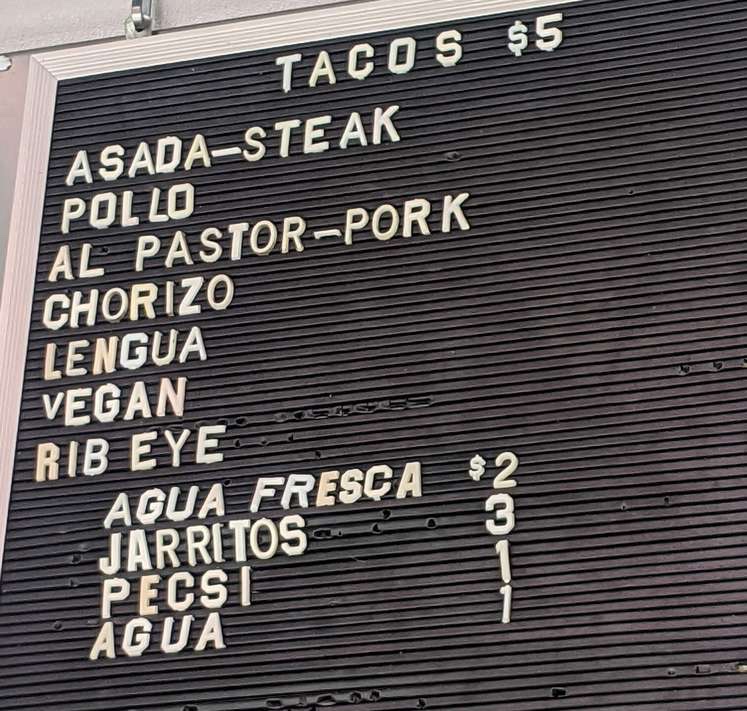 TACOS $5
ASADA-STEAK
POLLO
AL PASTOR-PORK
CHORIZO
LENGUA
VEGAN
RIB EYE
AGUA FRESCA $2
JARRITOS 3
PECSI 1
AGUA 1